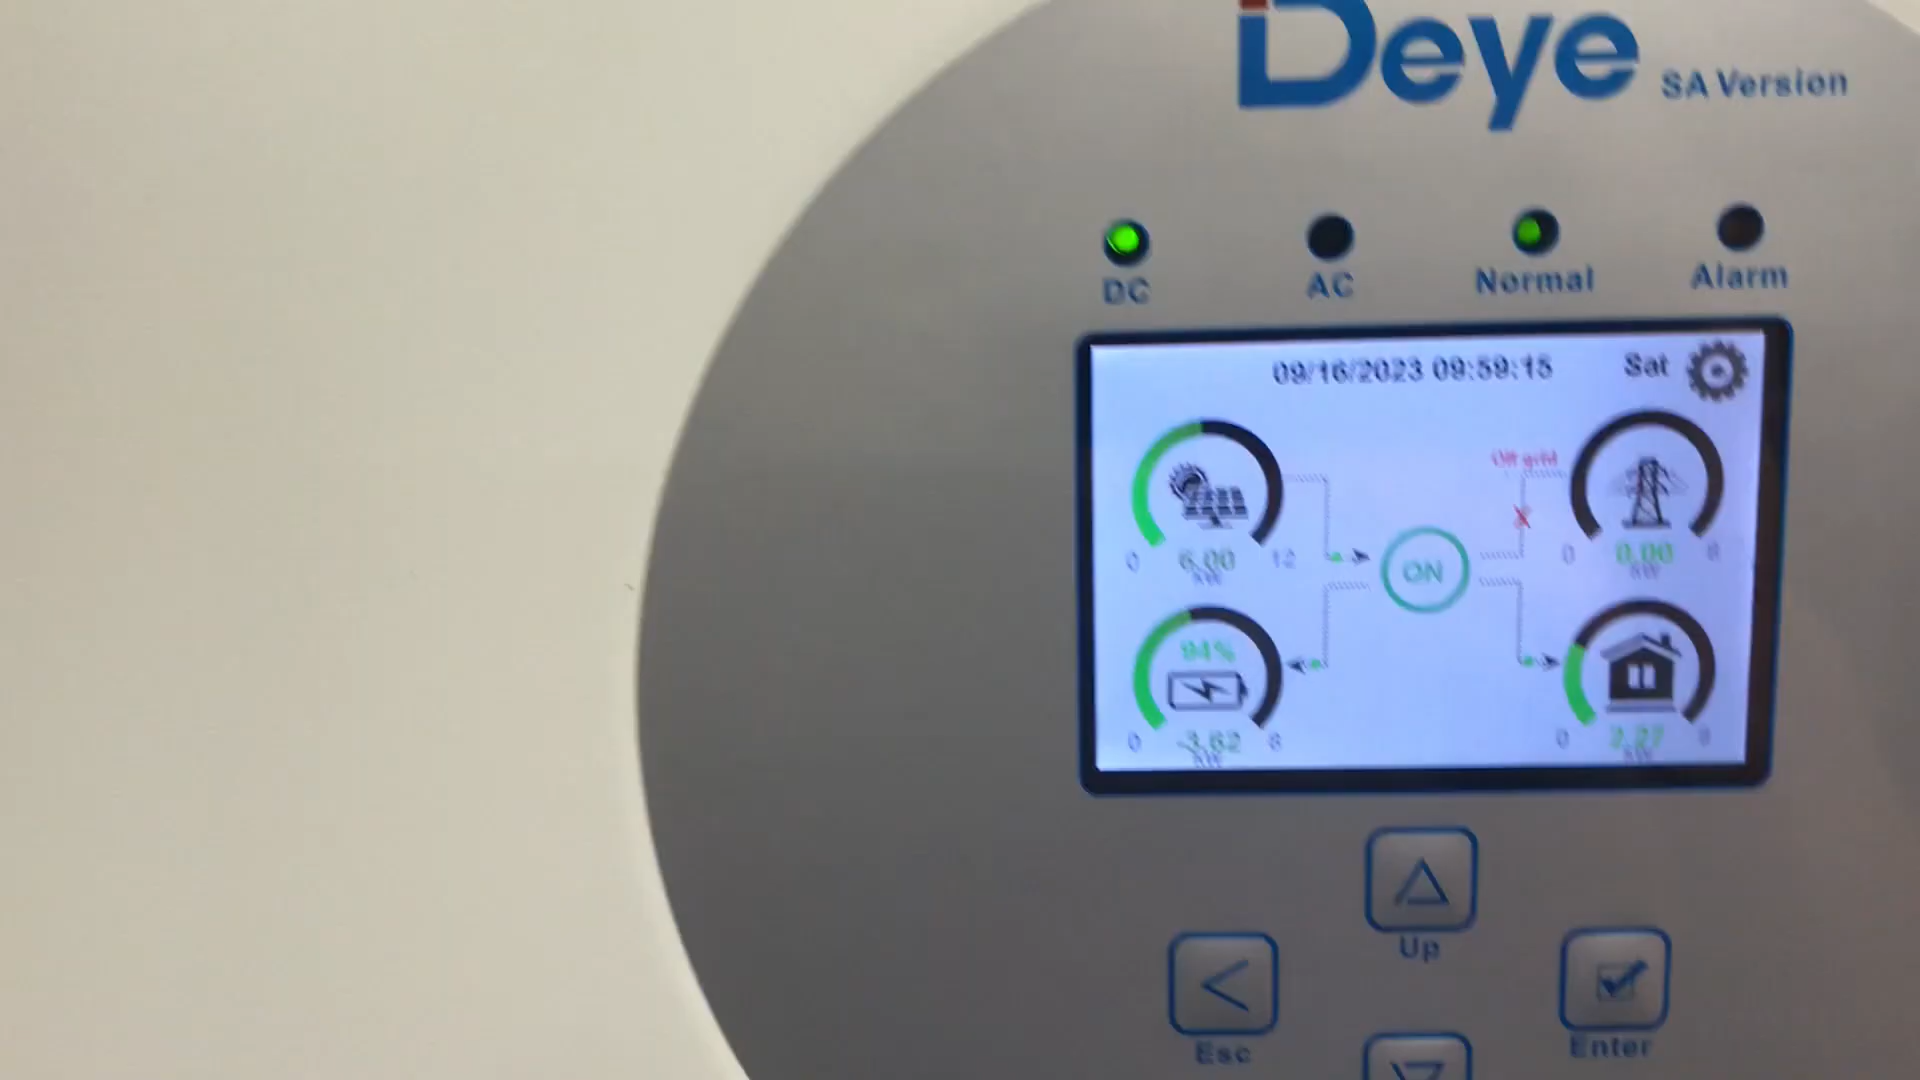 Deye SA Version
DC AC Normal Alarm
09/16/2023 09:59:15 Sat
Off grid
X
0 6.00 12
kW
ON
0 0.00 8
kW
94%
0 -3.62 8
kW
0 2.27 8
kW
Up
Esc
Enter